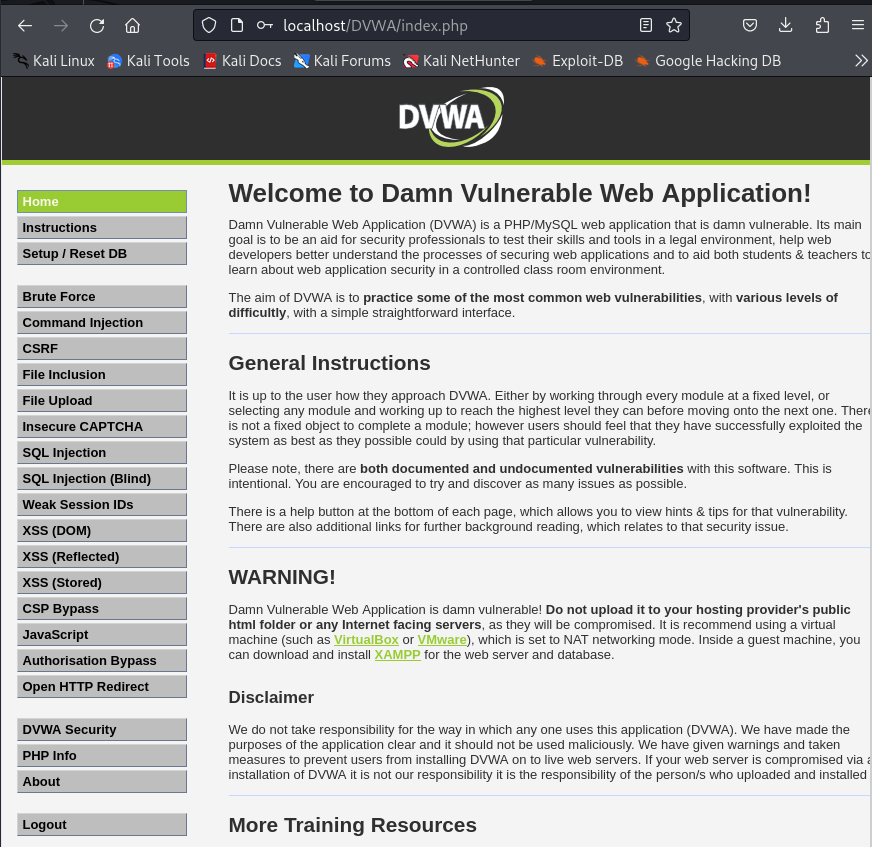 localhost/DVWA/index.php
Kali Linux Kali Tools Kali Docs Kali Forums Kali NetHunter Exploit-DB Google Hacking DB
DVWA
Home
Instructions
Setup / Reset DB
Brute Force
Command Injection
CSRF
File Inclusion
File Upload
Insecure CAPTCHA
SQL Injection
SQL Injection (Blind)
Weak Session IDs
XSS (DOM)
XSS (Reflected)
XSS (Stored)
CSP Bypass
JavaScript
Authorisation Bypass
Open HTTP Redirect
DVWA Security
PHP Info
About
Logout
Welcome to Damn Vulnerable Web Application!
Damn Vulnerable Web Application (DVWA) is a PHP/MySQL web application that is damn vulnerable. Its main
goal is to be an aid for security professionals to test their skills and tools in a legal environment, help web
developers better understand the processes of securing web applications and to aid both students & teachers to
learn about web application security in a controlled class room environment.
The aim of DVWA is to practice some of the most common web vulnerabilities, with various levels of
difficultly, with a simple straightforward interface.
General Instructions
It is up to the user how they approach DVWA. Either by working through every module at a fixed level, or
selecting any module and working up to reach the highest level they can before moving onto the next one. There
is not a fixed object to complete a module; however users should feel that they have successfully exploited the
system as best as they possible could by using that particular vulnerability.
Please note, there are both documented and undocumented vulnerabilities with this software. This is
intentional. You are encouraged to try and discover as many issues as possible.
There is a help button at the bottom of each page, which allows you to view hints & tips for that vulnerability.
There are also additional links for further background reading, which relates to that security issue.
WARNING!
Damn Vulnerable Web Application is damn vulnerable! Do not upload it to your hosting provider's public
html folder or any Internet facing servers, as they will be compromised. It is recommend using a virtual
machine (such as VirtualBox or VMware), which is set to NAT networking mode. Inside a guest machine, you
can download and install XAMPP for the web server and database.
Disclaimer
We do not take responsibility for the way in which any one uses this application (DVWA). We have made the
purposes of the application clear and it should not be used maliciously. We have given warnings and taken
measures to prevent users from installing DVWA on to live web servers. If your web server is compromised via a
installation of DVWA it is not our responsibility it is the responsibility of the person/s who uploaded and installed
More Training Resources